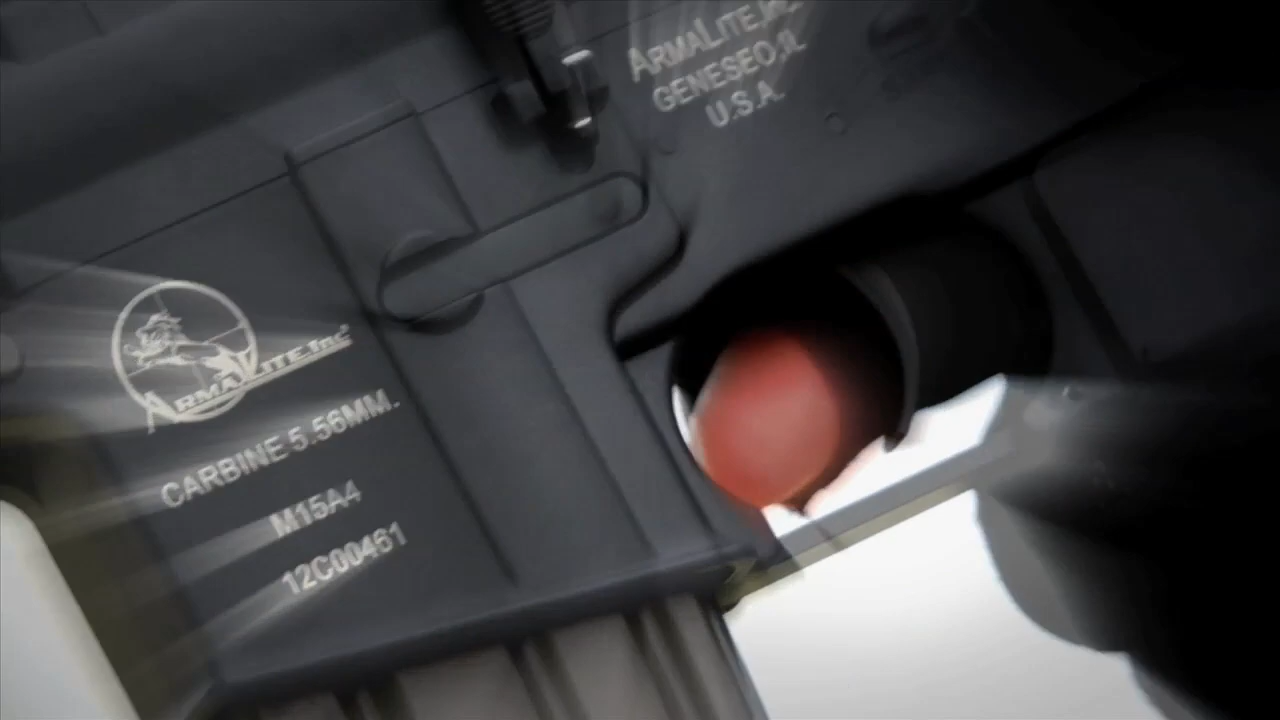 ARMALITE, INC.
GENESEO, IL
U.S.A.
ARMALITE, Inc
CARBINE 5.56MM.
M15A4
12C00461